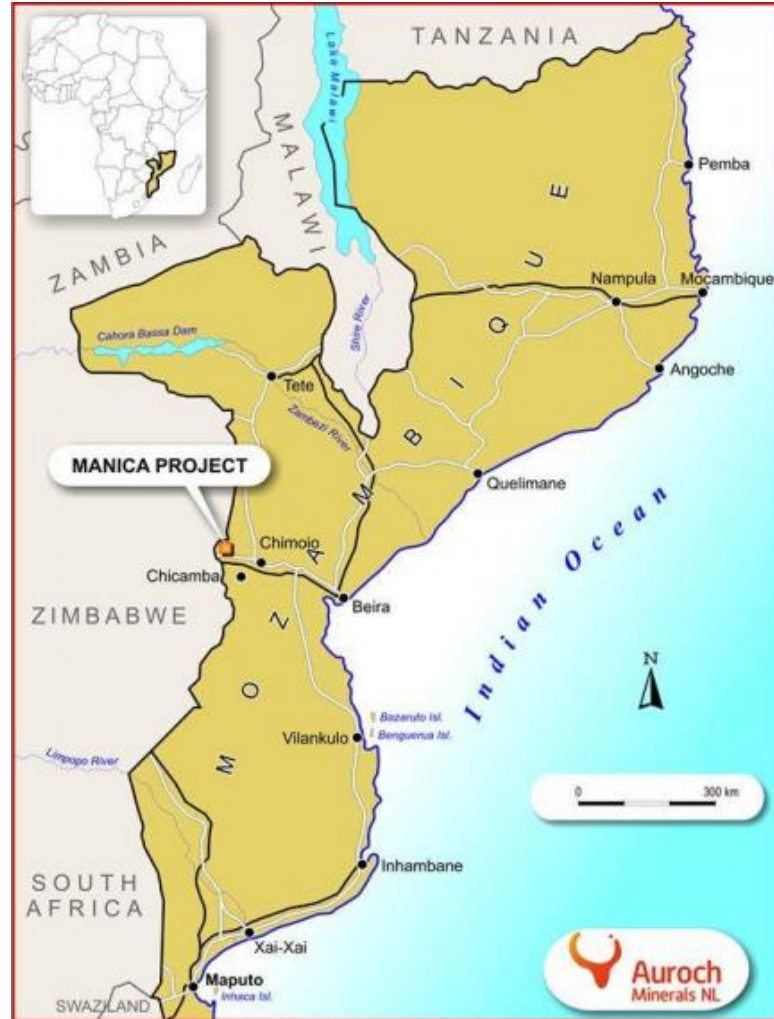 TANZANIA
Lake Malawi
MALAWI
ZAMBIA
Pemba
MOZAMBIQUE
Nampula
Mocambique
Shire River
Cahora Bassa Dam
Angoche
Tete
Zambezi River
MANICA PROJECT
Quelimane
Chimoio
Chicamba
Indian Ocean
ZIMBABWE
Beira
N
Bazaruto Isl.
Vilankulo
Benguerua Isl.
Limpopo River
0 300 km
Inhambane
SOUTH
AFRICA
Xai-Xai
Auroch
Minerals NL
Maputo
Inhaca Isl.
SWAZILAND